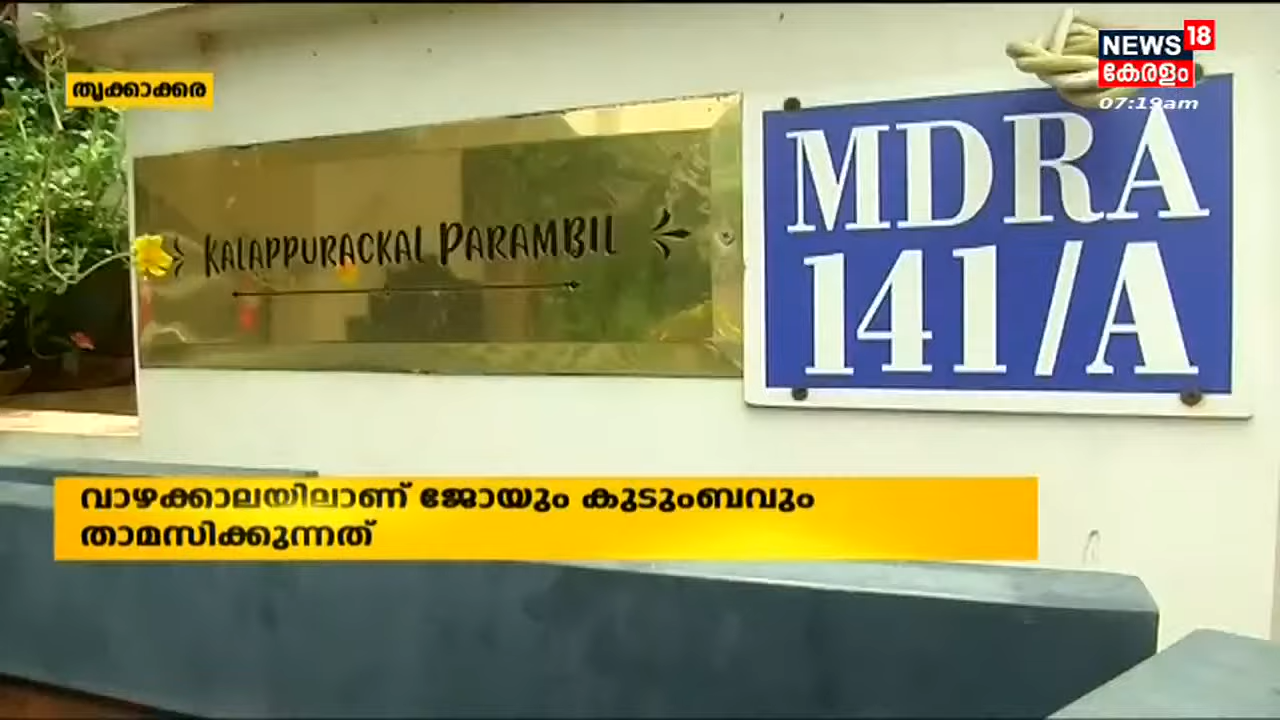 NEWS 18
കേരളം
07:19am
തൃക്കാക്കര
KALAPPURACKAL PARAMBIL
MDRA
141/A
വാഴക്കാലയിലാണ് ജോയും കുടുംബവും
താമസിക്കുന്നത്